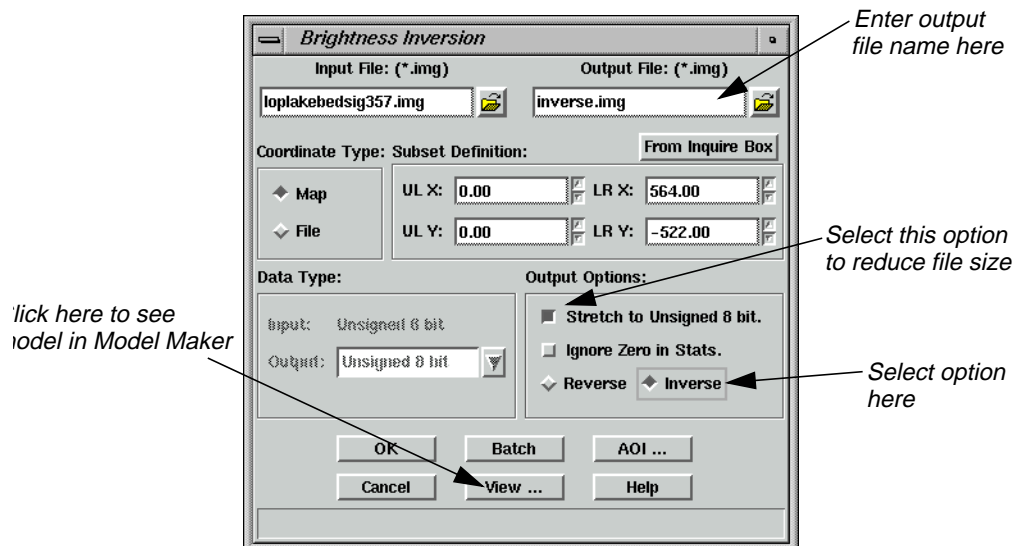 Enter output
file name here
Brightness Inversion
Input File: (*.img)
Output File: (*.img)
loplakebedsig357.img
inverse.img
From Inquire Box
Coordinate Type:
Subset Definition:
Map
File
UL X: 0.00
LR X: 564.00
UL Y: 0.00
LR Y: -522.00
Select this option
to reduce file size
Data Type:
Output Options:
Input: Unsigned 8 bit
Output: Unsigned 8 bit
Stretch to Unsigned 8 bit.
Ignore Zero in Stats.
Reverse
Inverse
lick here to see
odel in Model Maker
Select option
here
OK
Batch
AOI ...
Cancel
View ...
Help